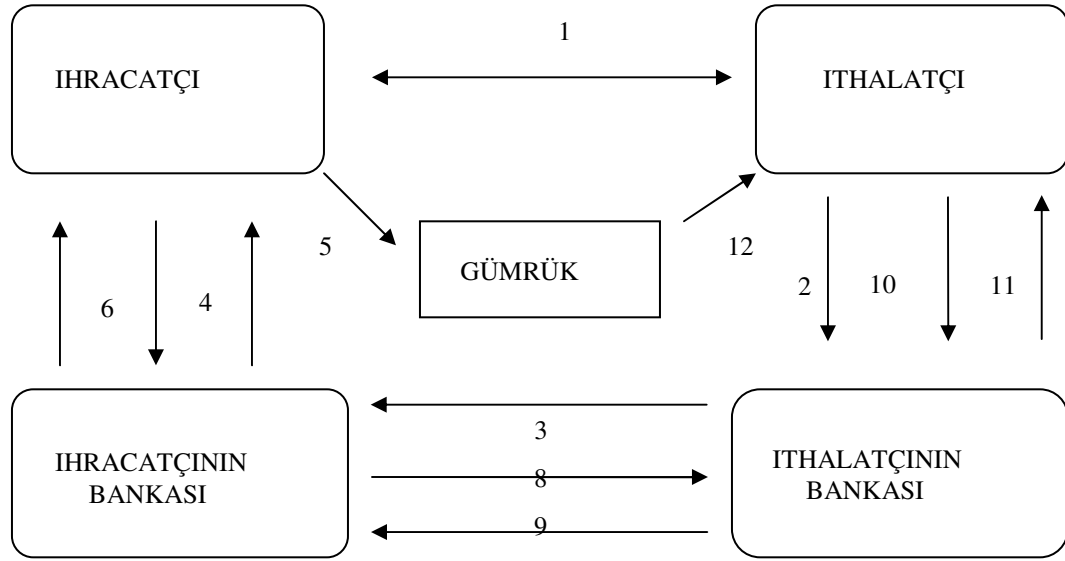 1
IHRACATÇI
ITHALATÇI
5
GÜMRÜK
12
6
4
2
10
11
3
IHRACATÇININ
BANKASI
8
ITHALATÇININ
BANKASI
9